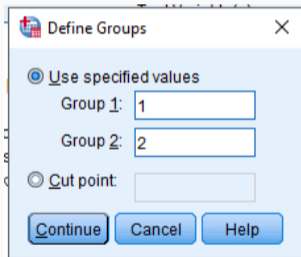 Define Groups
Use specified values
Group 1: 1
Group 2: 2
Cut point:
Continue Cancel Help